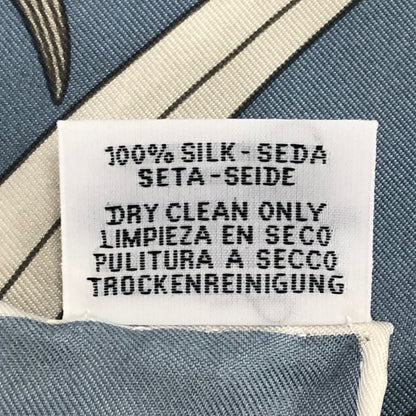 100% SILK-SEDA
SETA-SEIDE
DRY CLEAN ONLY
LIMPIEZA EN SECO
PULITURA A SECCO
TROCKENREINIGUNG